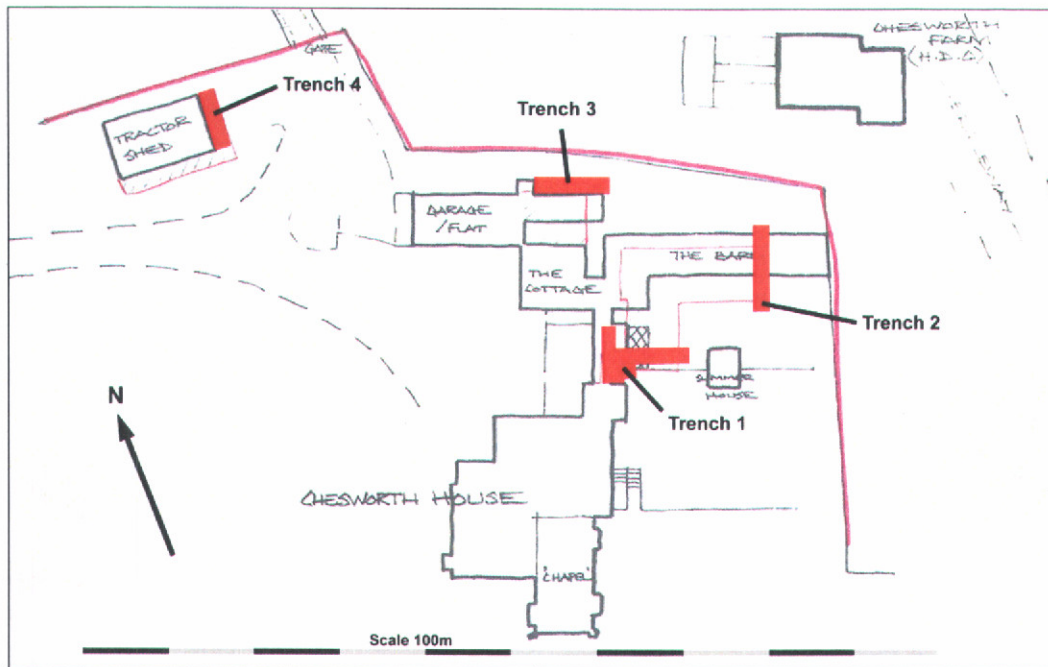 CHESWORTH
FARM
(H.D.C)
GATE
Trench 4
TRACTOR
SHED
Trench 3
GARAGE
/FLAT
THE BAR
THE
COTTAGE
Trench 2
SUMMER
HOUSE
Trench 1
N
CHESWORTH HOUSE
'CHAPEL'
Scale 100m